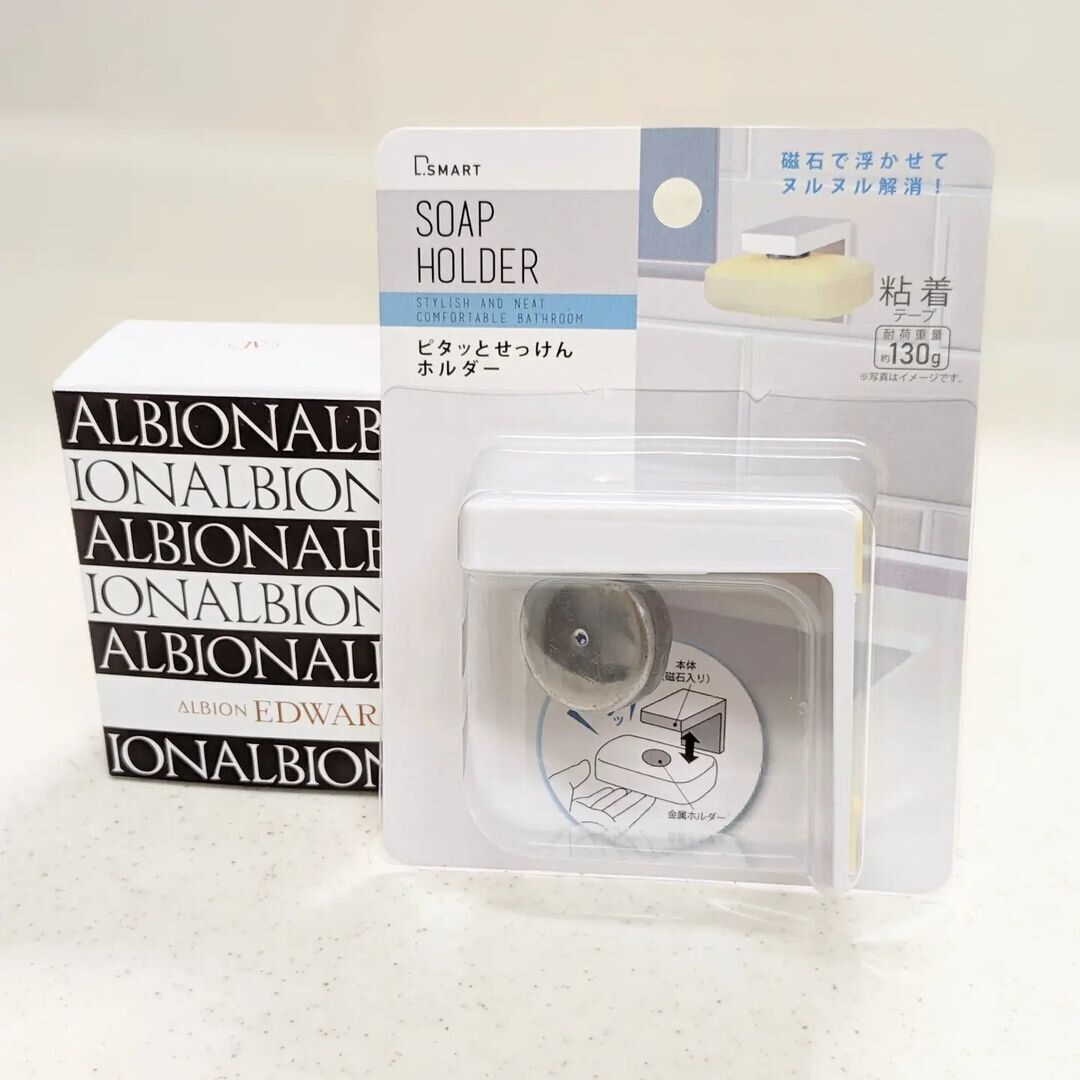 L.SMART
SOAP
HOLDER
STYLISH AND NEAT
COMFORTABLE BATHROOM
ピタッとせっけん
ホルダー
磁石で浮かせて
ヌルヌル解消！
粘着
テープ
耐荷重量
約130g
※写真はイメージです。
本体
(磁石入り)
金属ホルダー
IV
ALBIONALB
IONALBION
ALBIONALB
IONALBION
ALBIONAL
ALBION EDWAR
IONALBION